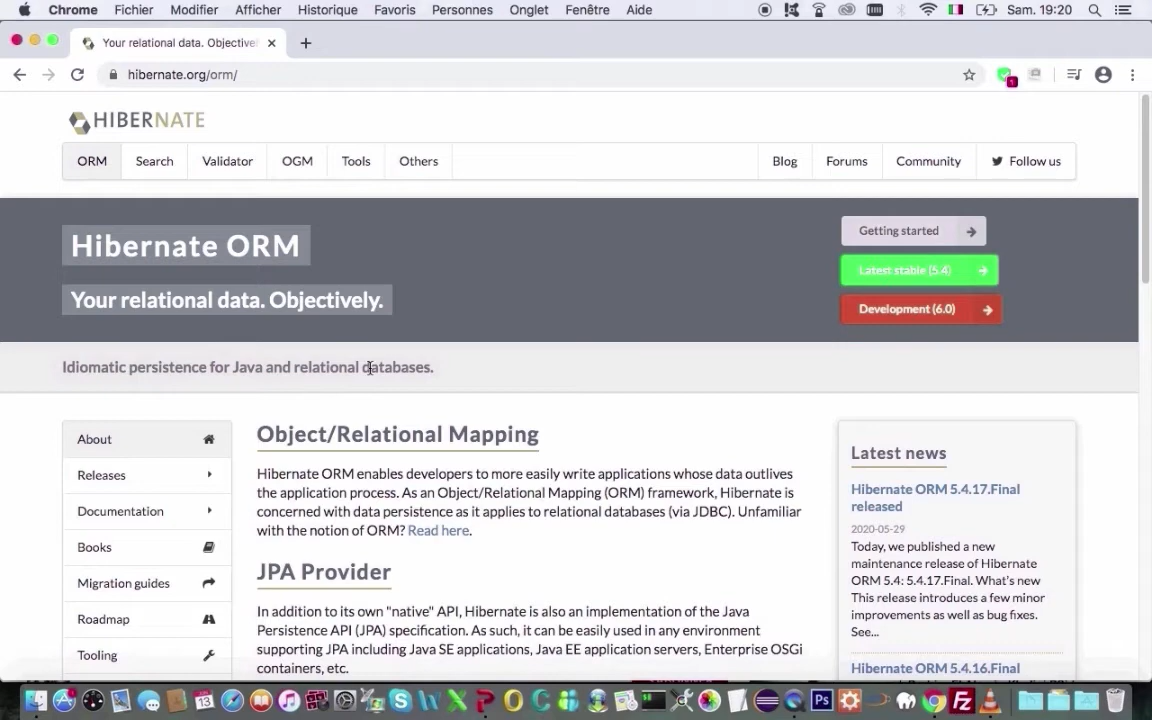 Chrome Fichier Modifier Afficher Historique Favoris Personnes Onglet Fenêtre Aide Sam. 19:20
Your relational data. Objective
hibernate.org/orm/
HIBERNATE
ORM Search Validator OGM Tools Others Blog Forums Community Follow us
Hibernate ORM
Your relational data. Objectively.
Getting started
Latest stable (5.4)
Development (6.0)
Idiomatic persistence for Java and relational databases.
About
Releases
Documentation
Books
Migration guides
Roadmap
Tooling
Object/Relational Mapping
Hibernate ORM enables developers to more easily write applications whose data outlives
the application process. As an Object/Relational Mapping (ORM) framework, Hibernate is
concerned with data persistence as it applies to relational databases (via JDBC). Unfamiliar
with the notion of ORM? Read here.
JPA Provider
In addition to its own "native" API, Hibernate is also an implementation of the Java
Persistence API (JPA) specification. As such, it can be easily used in any environment
supporting JPA including Java SE applications, Java EE application servers, Enterprise OSGi
containers, etc.
Latest news
Hibernate ORM 5.4.17.Final
released
2020-05-29
Today, we published a new
maintenance release of Hibernate
ORM 5.4: 5.4.17.Final. What's new
This release introduces a few minor
improvements as well as bug fixes.
See...
Hibernate ORM 5.4.16.Final